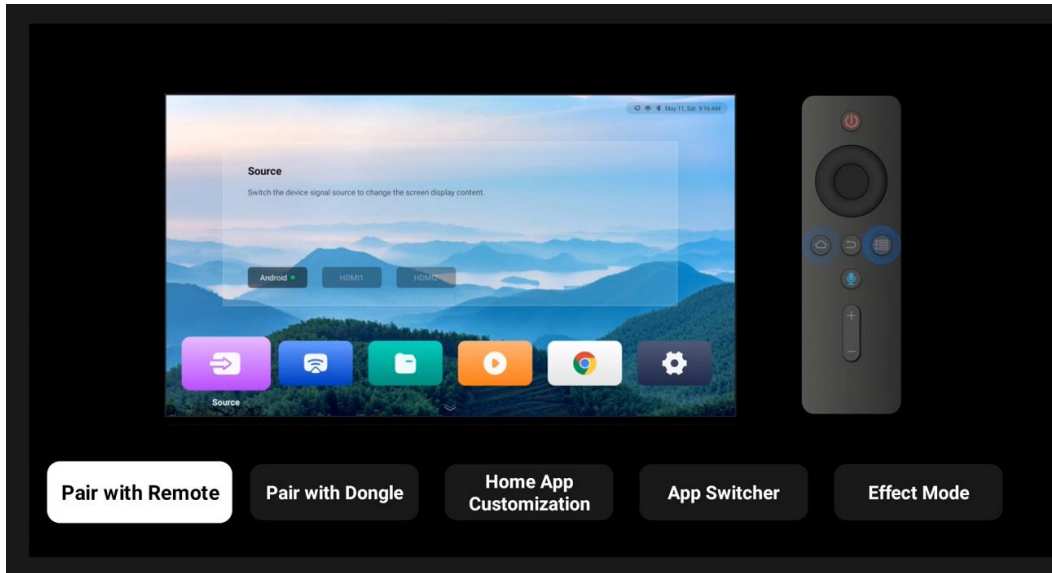 May 11, Sat 9:16 AM
Source
Switch the device signal source to change the screen display content.
Android
HDMI1
HDMI2
Source
Pair with Remote
Pair with Dongle
Home App
Customization
App Switcher
Effect Mode